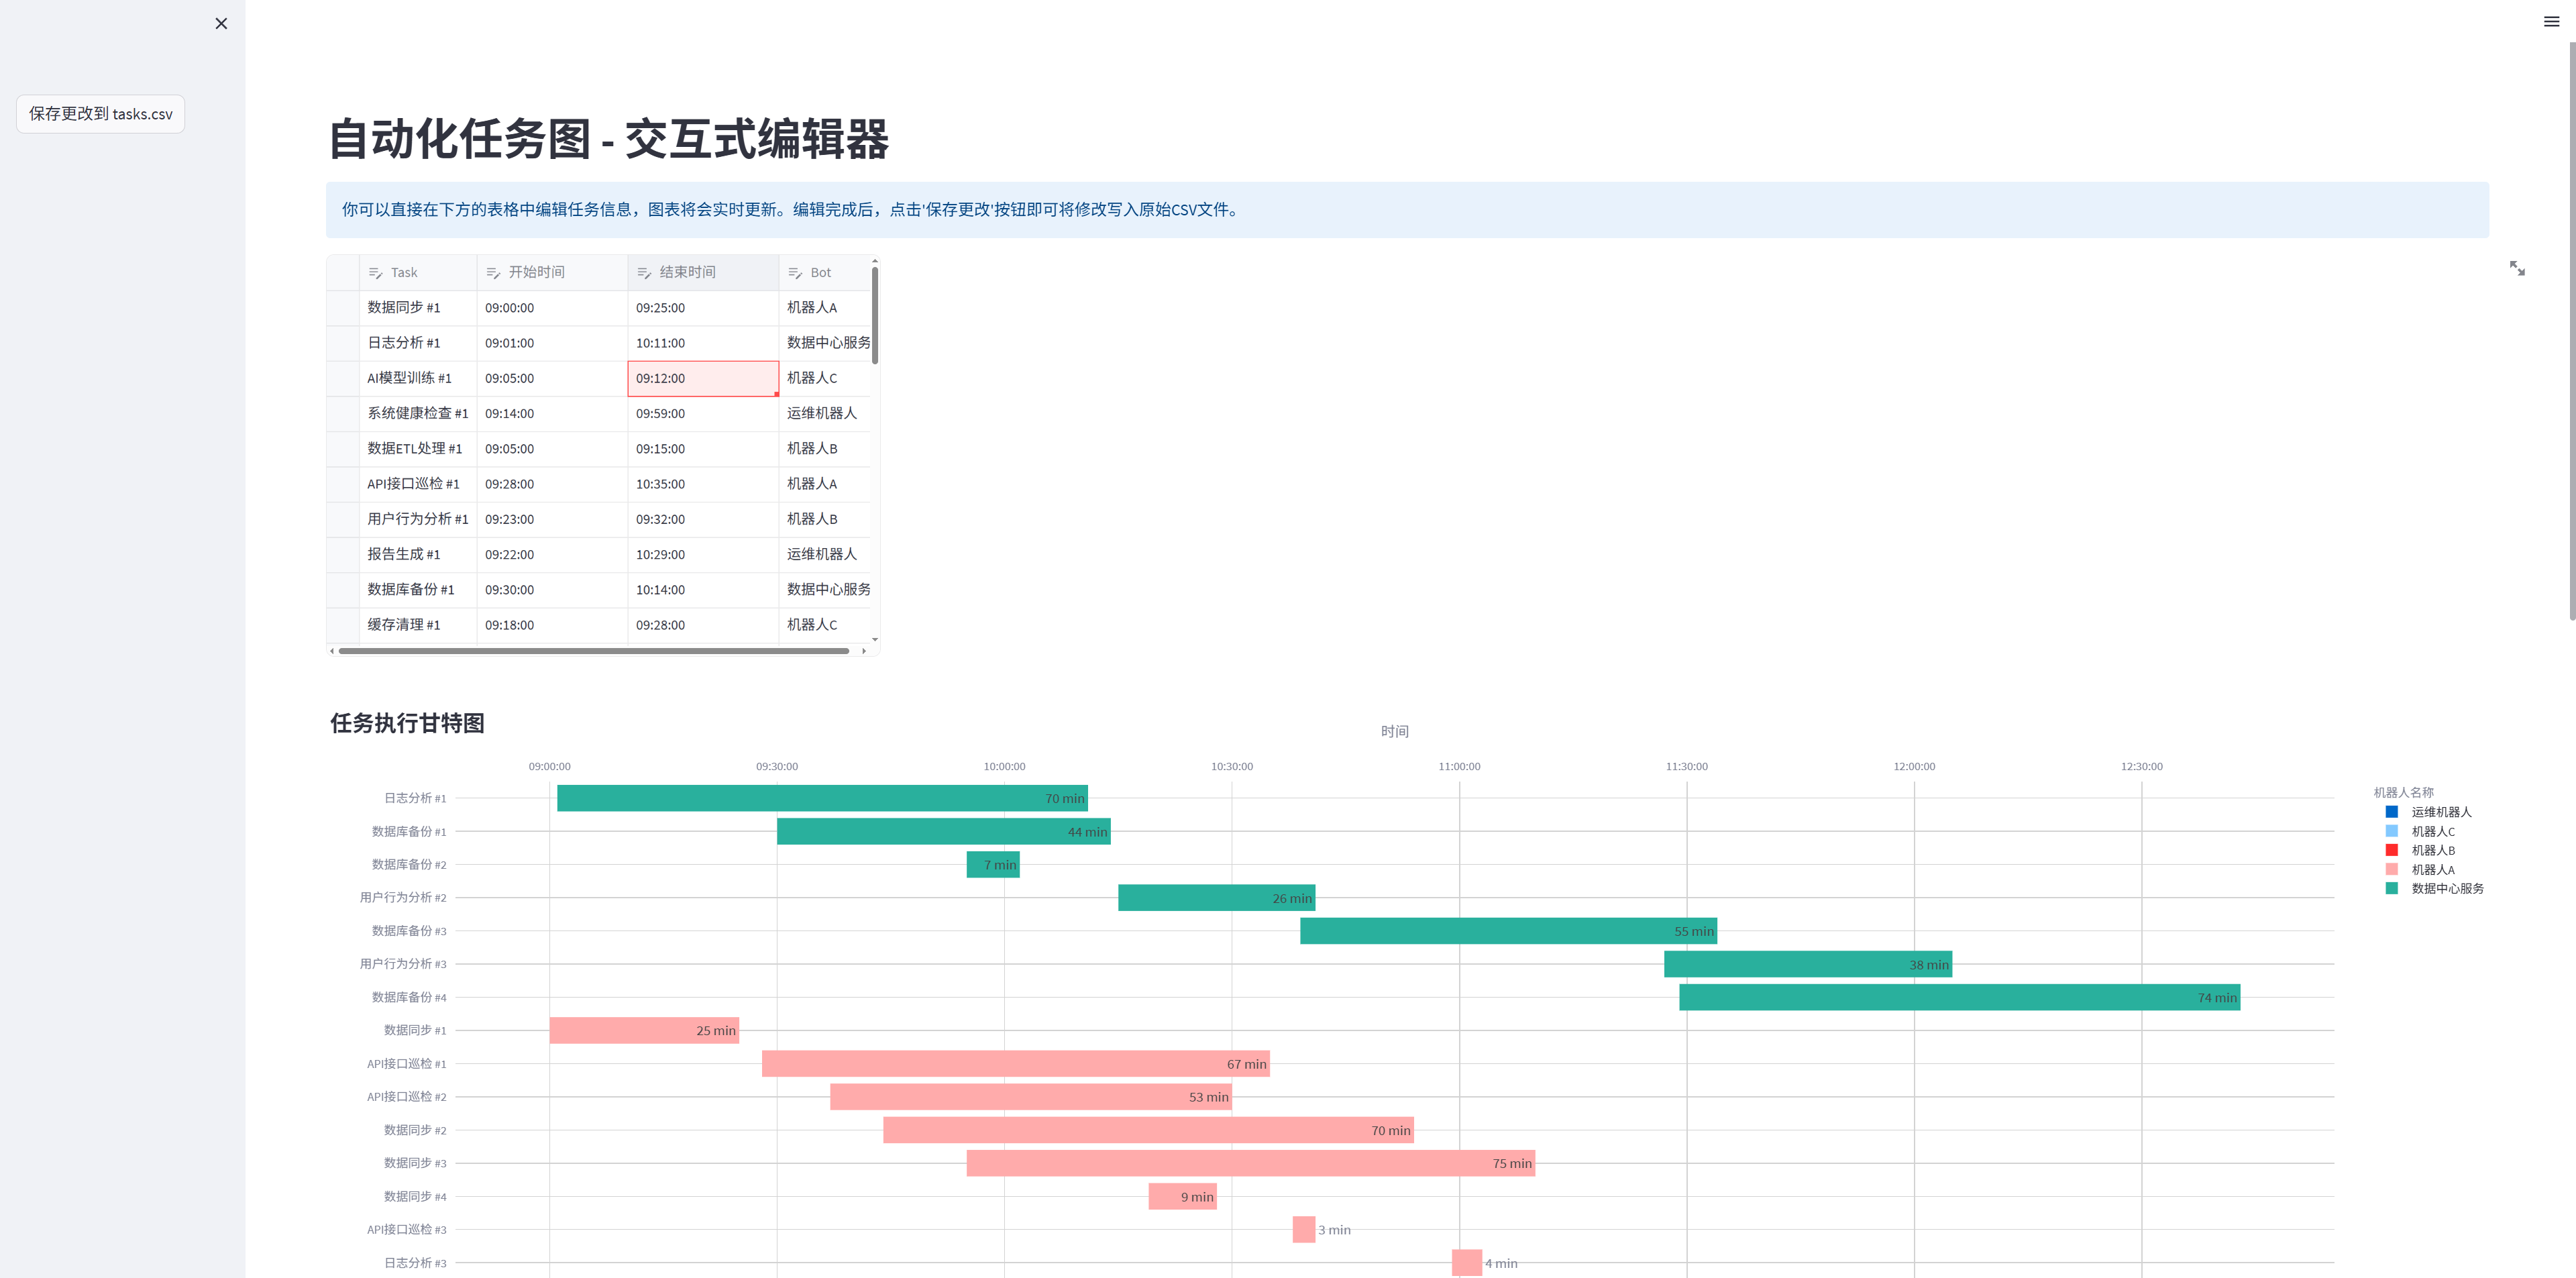 保存更改到 tasks.csv
自动化任务图 - 交互式编辑器
你可以直接在下方的表格中编辑任务信息，图表将会实时更新。编辑完成后，点击'保存更改'按钮即可将修改写入原始CSV文件。
Task 开始时间 结束时间 Bot
数据同步 #1 09:00:00 09:25:00 机器人A
日志分析 #1 09:01:00 10:11:00 数据中心服务
AI模型训练 #1 09:05:00 09:12:00 机器人C
系统健康检查 #1 09:14:00 09:59:00 运维机器人
数据ETL处理 #1 09:05:00 09:15:00 机器人B
API接口巡检 #1 09:28:00 10:35:00 机器人A
用户行为分析 #1 09:23:00 09:32:00 机器人B
报告生成 #1 09:22:00 10:29:00 运维机器人
数据库备份 #1 09:30:00 10:14:00 数据中心服务
缓存清理 #1 09:18:00 09:28:00 机器人C
任务执行甘特图
时间
09:00:00 09:30:00 10:00:00 10:30:00 11:00:00 11:30:00 12:00:00 12:30:00
日志分析 #1 70 min
数据库备份 #1 44 min
数据库备份 #2 7 min
用户行为分析 #2 26 min
数据库备份 #3 55 min
用户行为分析 #3 38 min
数据库备份 #4 74 min
数据同步 #1 25 min
API接口巡检 #1 67 min
API接口巡检 #2 53 min
数据同步 #2 70 min
数据同步 #3 75 min
数据同步 #4 9 min
API接口巡检 #3 3 min
日志分析 #3 4 min
机器人名称
运维机器人
机器人C
机器人B
机器人A
数据中心服务